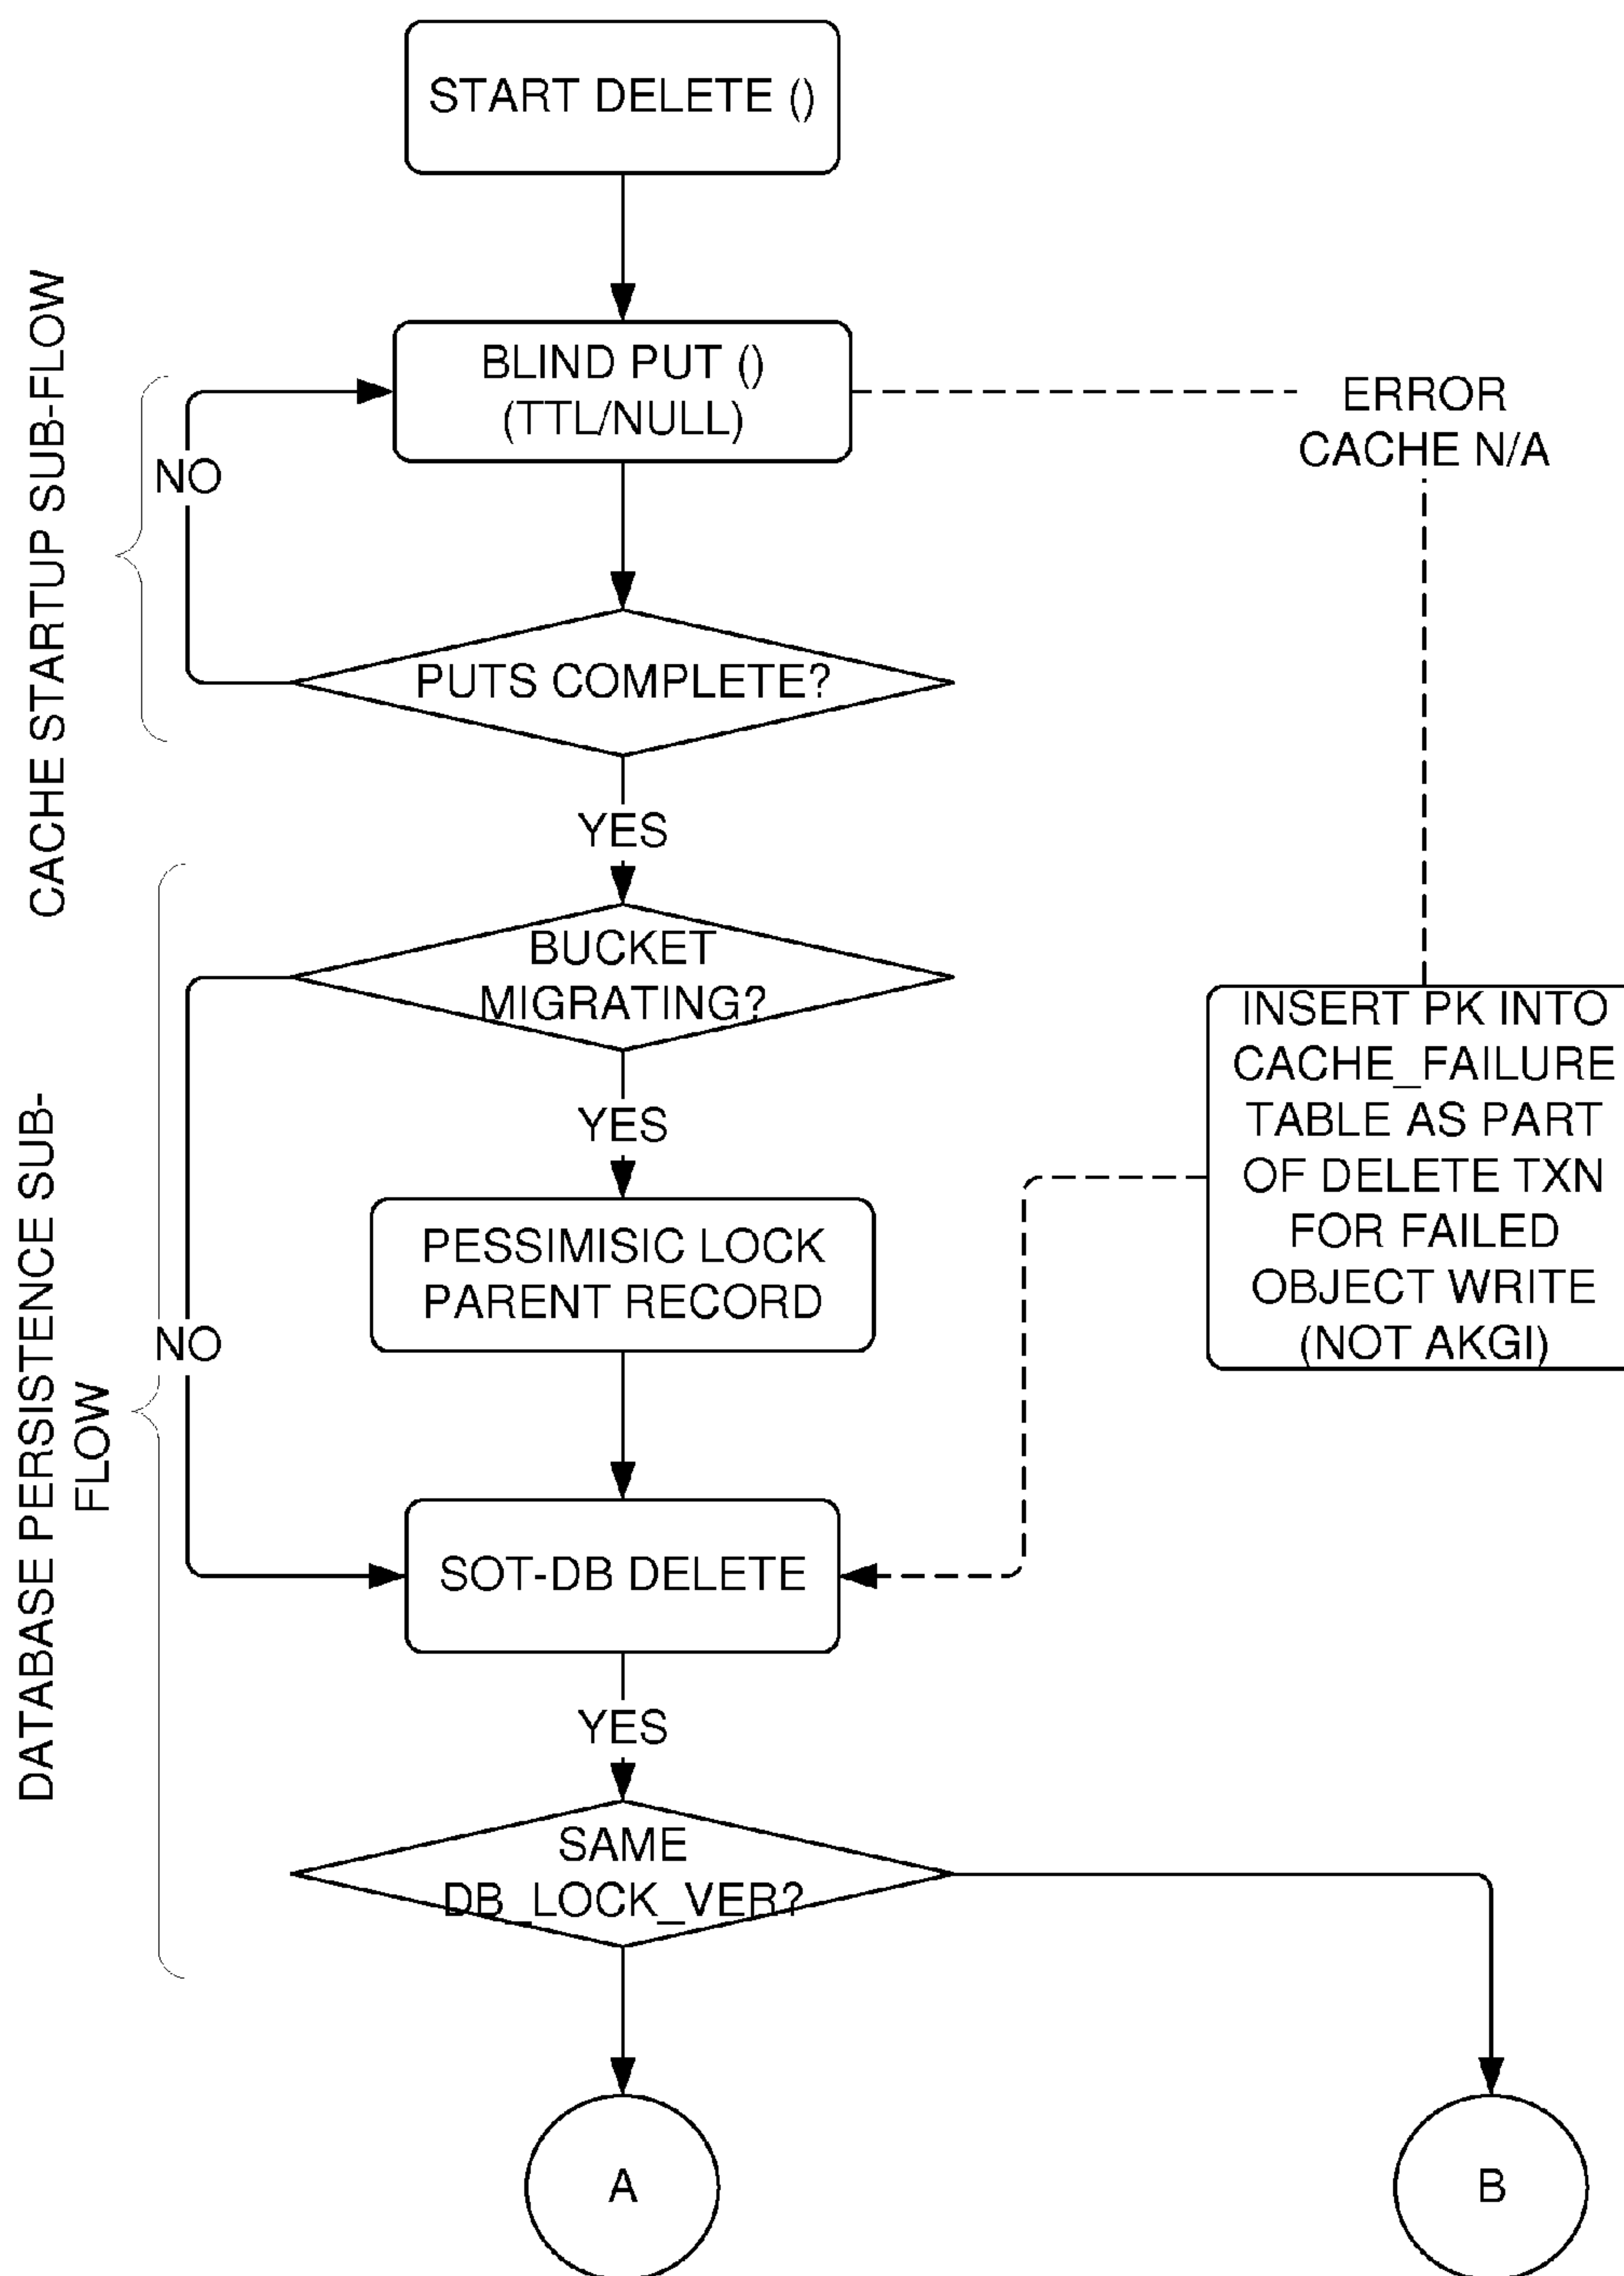 START DELETE ()
CACHE STARTUP SUB-FLOW
BLIND PUT ()
(TTL/NULL)
ERROR
CACHE N/A
NO
PUTS COMPLETE?
YES
DATABASE PERSISTENCE SUB-
FLOW
BUCKET
MIGRATING?
YES
INSERT PK INTO
CACHE_FAILURE
TABLE AS PART
OF DELETE TXN
FOR FAILED
OBJECT WRITE
(NOT AKGI)
PESSIMISIC LOCK
PARENT RECORD
NO
SOT-DB DELETE
YES
SAME
DB_LOCK_VER?
A
B